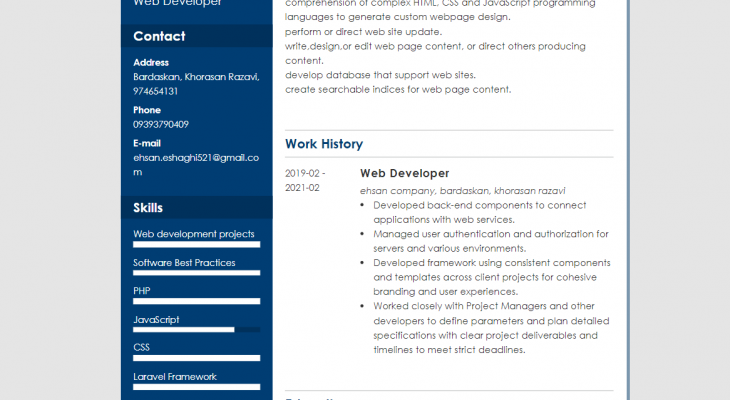 Web Developer
Contact
Address
Bardaskan, Khorasan Razavi,
974654131
Phone
09393790409
E-mail
ehsan.eshaghi521@gmail.co
m
Skills
Web development projects
Software Best Practices
PHP
JavaScript
CSS
Laravel Framework
comprehension of complex HTML, CSS and JavaScript programming
languages to generate custom webpage design.
perform or direct web site update.
write,design,or edit web page content, or direct others producing
content.
develop database that support web sites.
create searchable indices for web page content.
Work History
2019-02 -
2021-02
Web Developer
ehsan company, bardaskan, khorasan razavi
• Developed back-end components to connect
applications with web services.
• Managed user authentication and authorization for
servers and various environments.
• Developed framework using consistent components
and templates across client projects for cohesive
branding and user experiences.
• Worked closely with Project Managers and other
developers to define parameters and plan detailed
specifications with clear project deliverables and
timelines to meet strict deadlines.